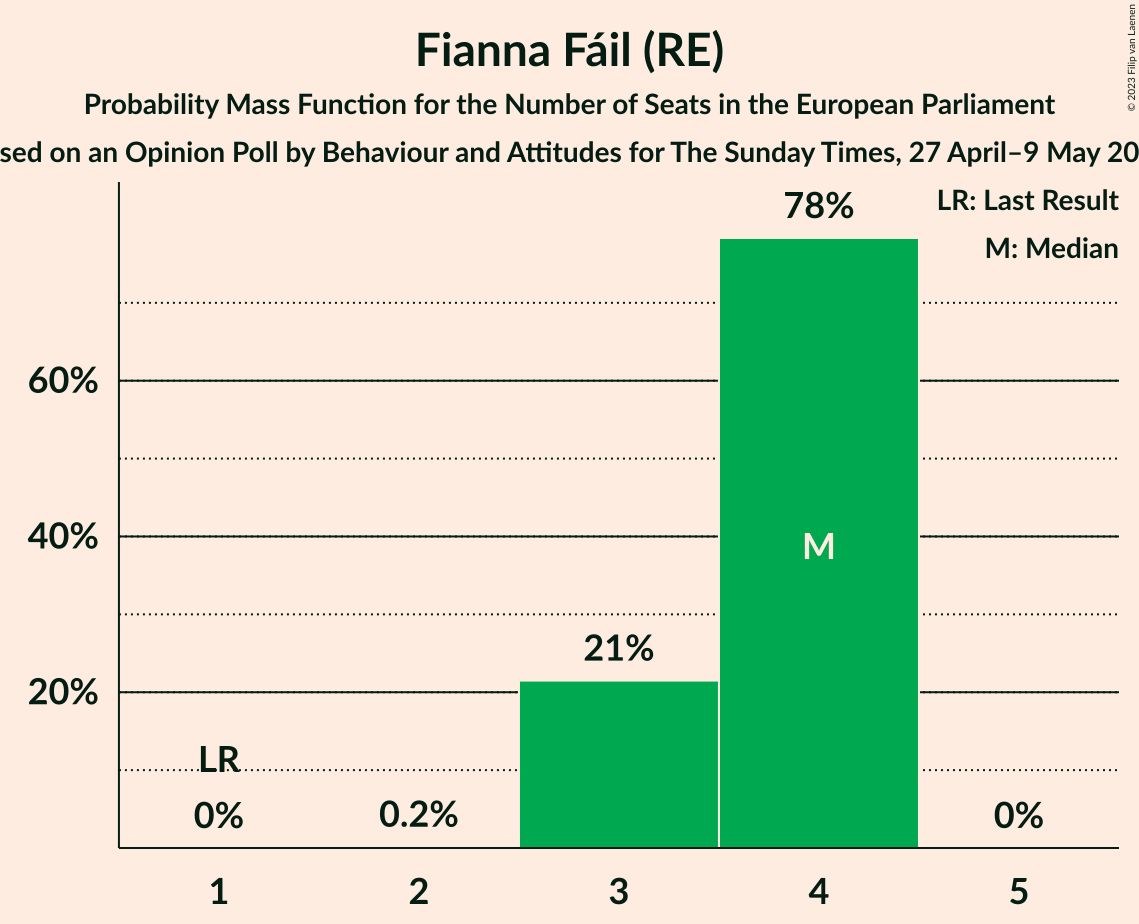 Fianna Fáil (RE)
Probability Mass Function for the Number of Seats in the European Parliament
sed on an Opinion Poll by Behaviour and Attitudes for The Sunday Times, 27 April–9 May 20
© 2023 Filip van Laenen
LR: Last Result
M: Median
78%
60%
40%
M
21%
20%
LR
0%
0.2%
0%
1
2
3
4
5